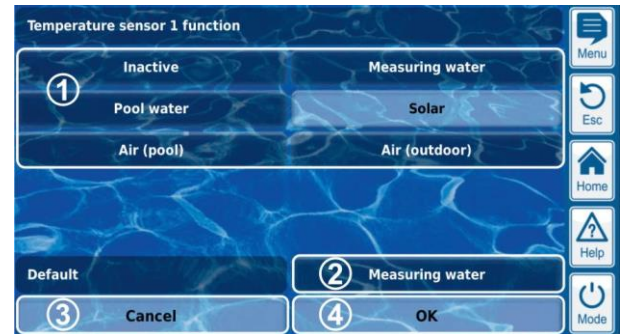 Temperature sensor 1 function
Menu
1
Inactive
Measuring water
Pool water
Solar
Esc
Air (pool)
Air (outdoor)
Home
Help
Default
2
Measuring water
3
Cancel
4
OK
Mode